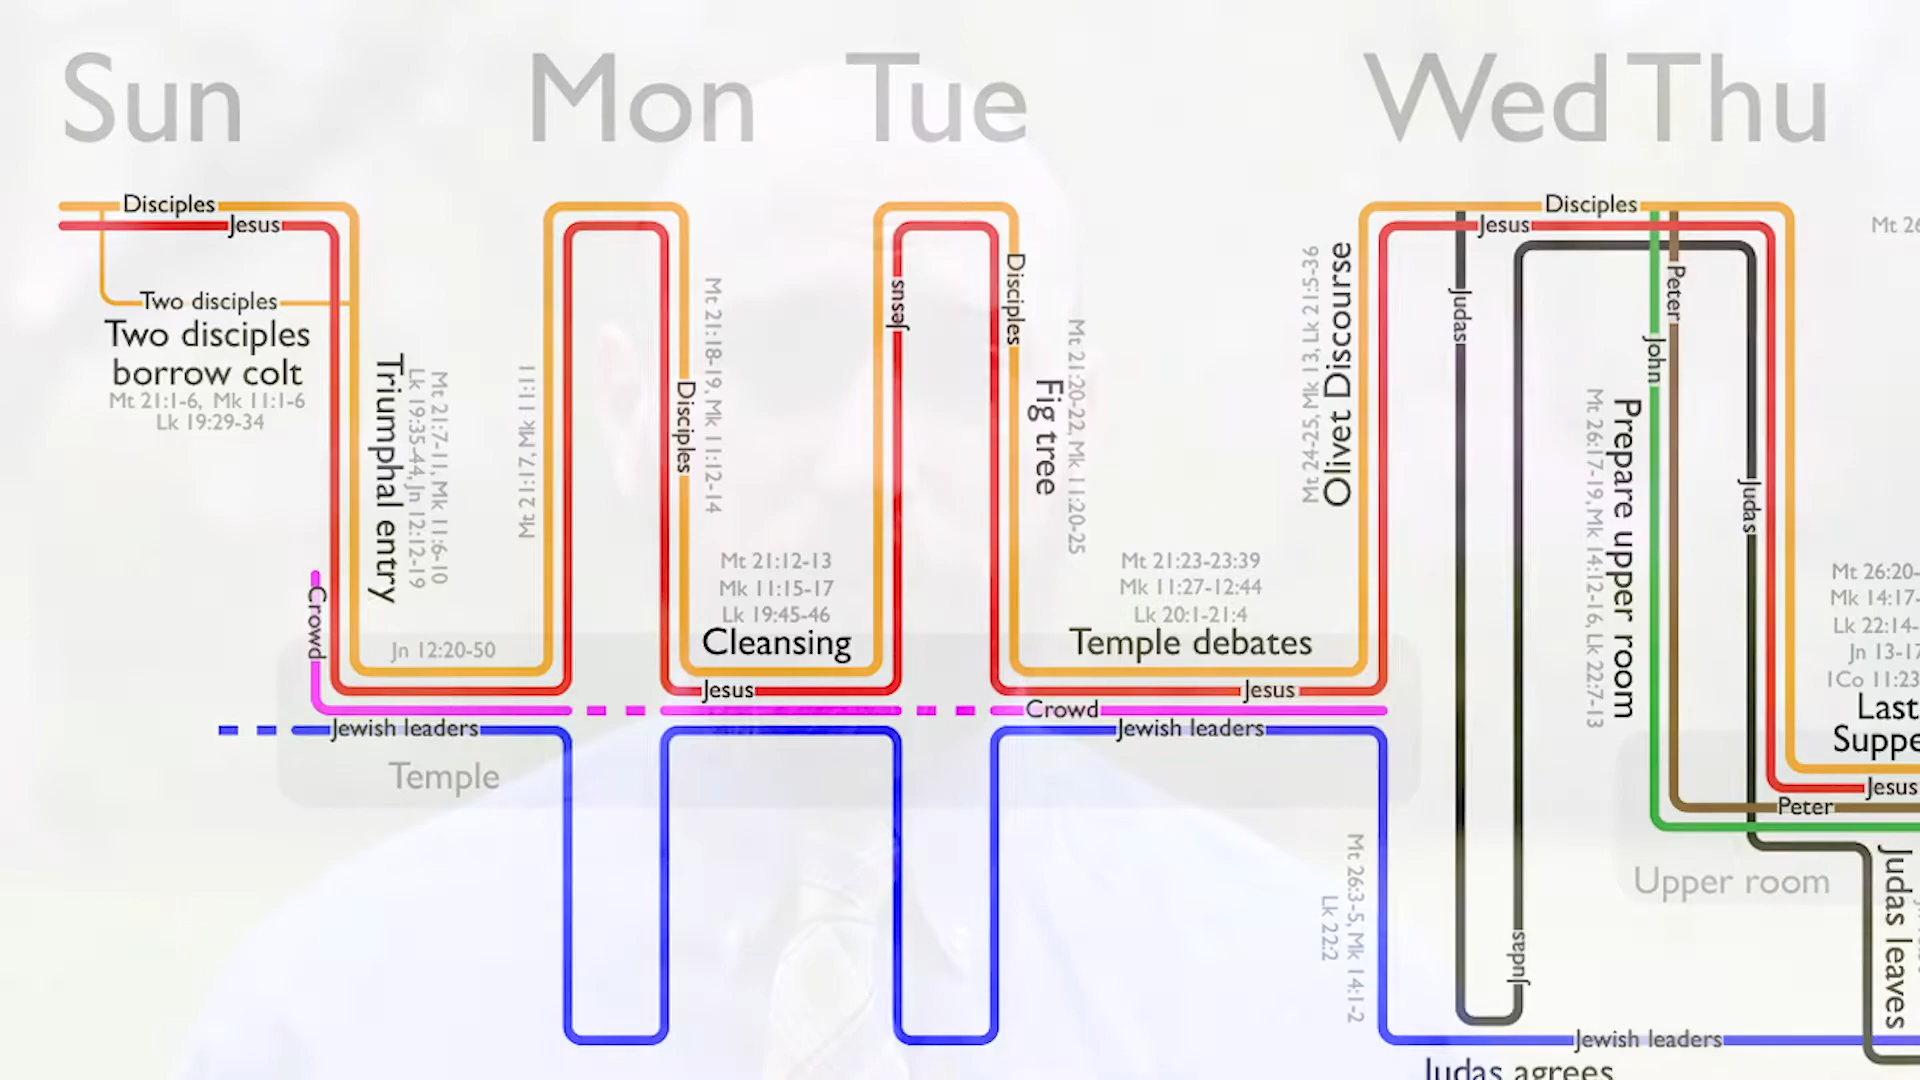 Sun
Mon
Tue
Wed
Thu
Disciples
Jesus
Two disciples
Two disciples
borrow colt
Mt 21:1-6, Mk 11:1-6
Lk 19:29-34
Triumphal entry
Mt 21:7-11, Mk 11:6-10
Lk 19:35-44, Jn 12:12-19
Crowd
Jn 12:20-50
Jewish leaders
Temple
Mt 21:17, Mk 11:11
Disciples
Mt 21:18-19, Mk 11:12-14
Mt 21:12-13
Mk 11:15-17
Lk 19:45-46
Cleansing
Jesus
Jesus
Disciples
Fig tree
Mt 21:20-22, Mk 11:20-25
Mt 21:23-23:39
Mk 11:27-12:44
Lk 20:1-21:4
Temple debates
Jesus
Crowd
Jewish leaders
Olivet Discourse
Mt 24-25, Mk 13, Lk 21:5-36
Mt 26:3-5, Mk 14:1-2
Lk 22:2
Disciples
Jesus
Judas
Judas
Jewish leaders
Judas agrees
Peter
John
Prepare upper room
Mt 26:17-19, Mk 14:12-16, Lk 22:7-13
Judas
Mt 26
Mt 26:20-
Mk 14:17-
Lk 22:14-
Jn 13-17
1Co 11:23
Last
Suppe
Jesus
Peter
Upper room
Judas leaves